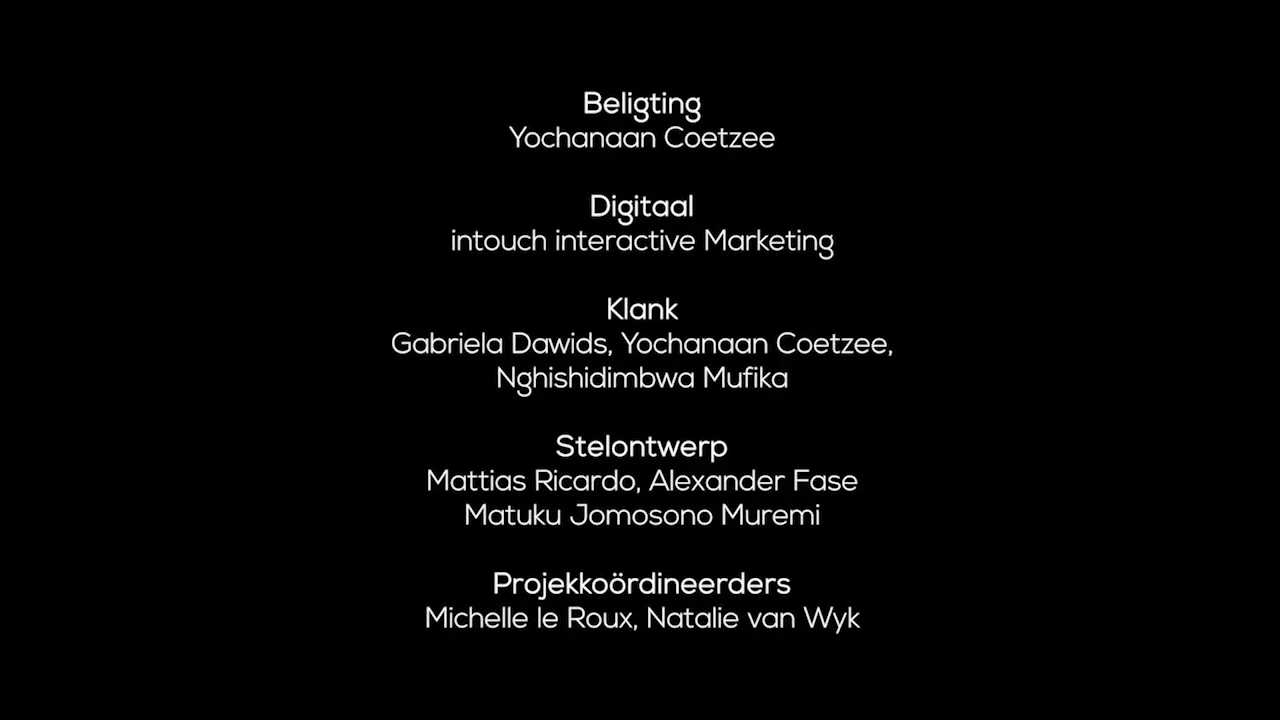 Beligting
Yochanaan Coetzee
Digitaal
intouch interactive Marketing
Klank
Gabriela Dawids, Yochanaan Coetzee,
Nghishidimbwa Mufika
Stelontwerp
Mattias Ricardo, Alexander Fase
Matuku Jomosono Muremi
Projekkoördineerders
Michelle le Roux, Natalie van Wyk